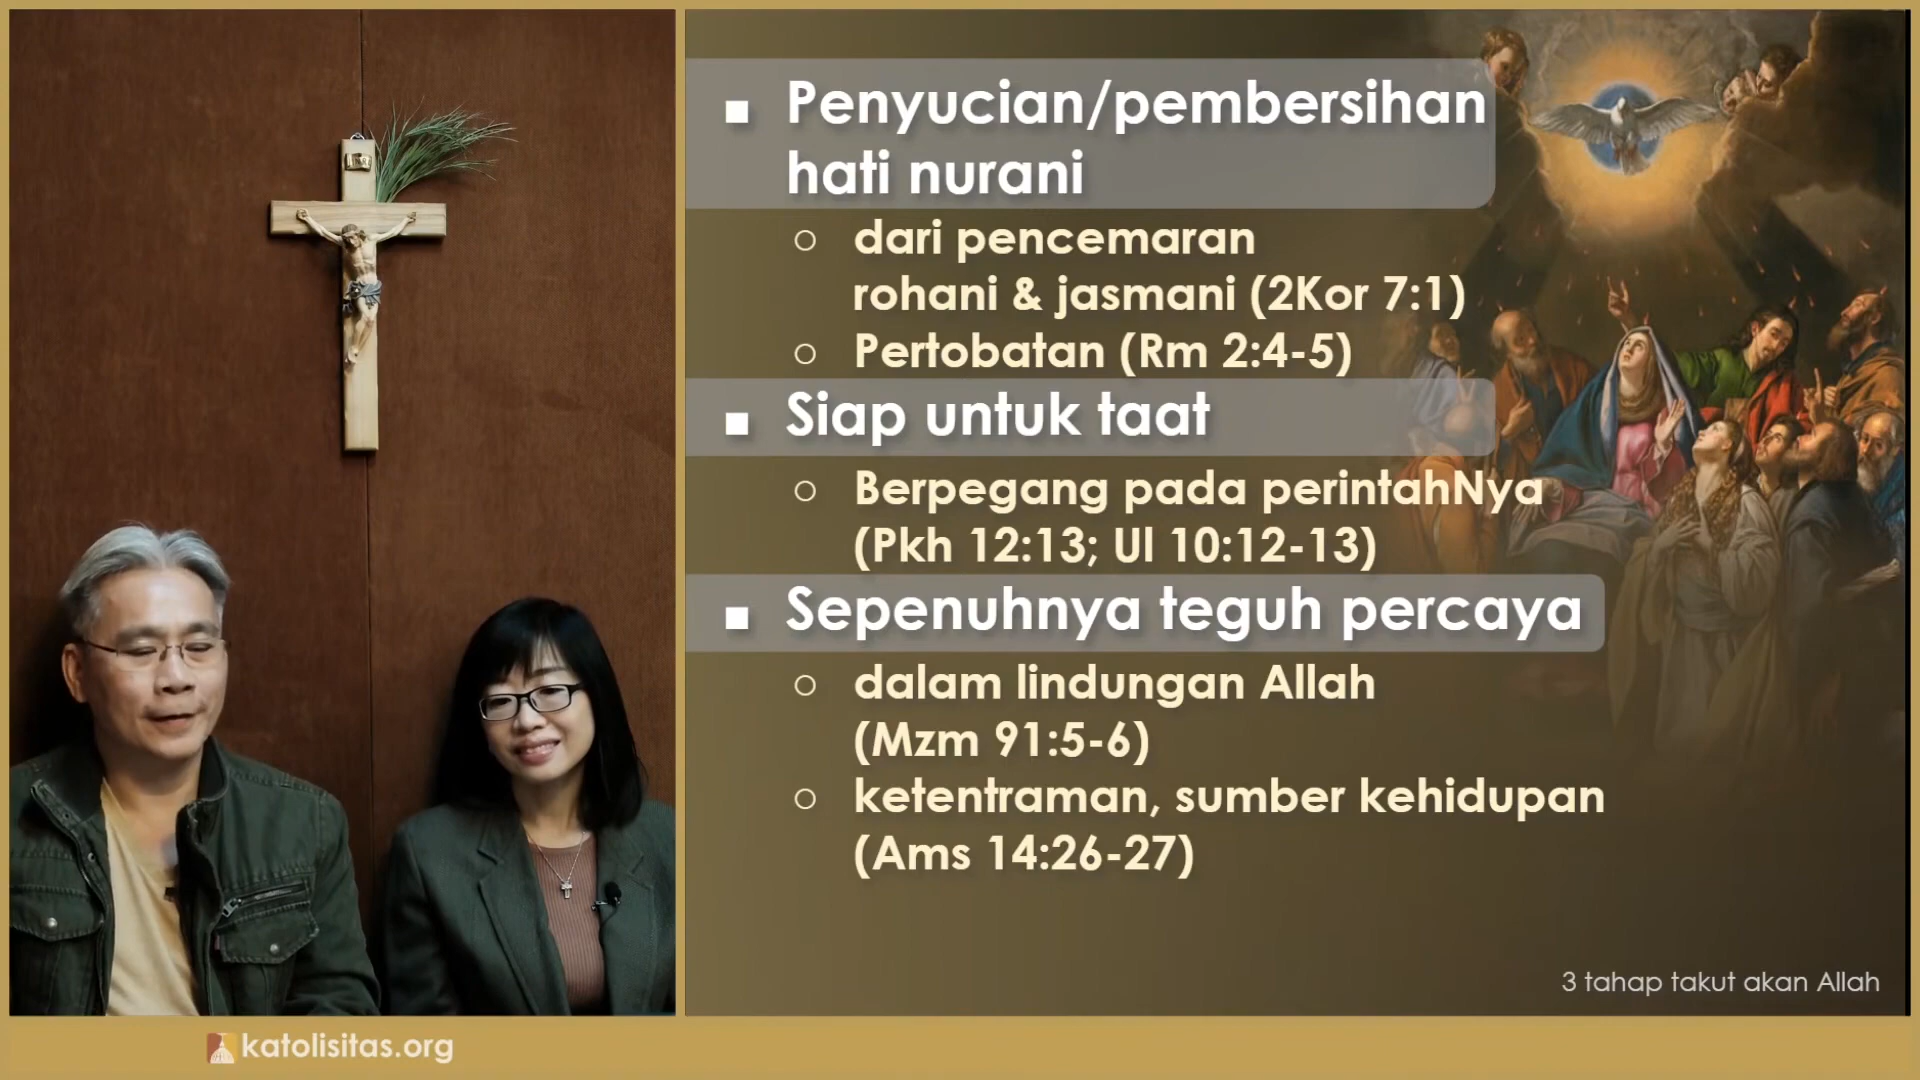 ■ Penyucian/pembersihan
hati nurani
○ dari pencemaran
rohani & jasmani (2Kor 7:1)
○ Pertobatan (Rm 2:4-5)
■ Siap untuk taat
○ Berpegang pada perintahNya
(Pkh 12:13; Ul 10:12-13)
■ Sepenuhnya teguh percaya
○ dalam lindungan Allah
(Mzm 91:5-6)
○ ketentraman, sumber kehidupan
(Ams 14:26-27)
3 tahap takut akan Allah
katolisitas.org